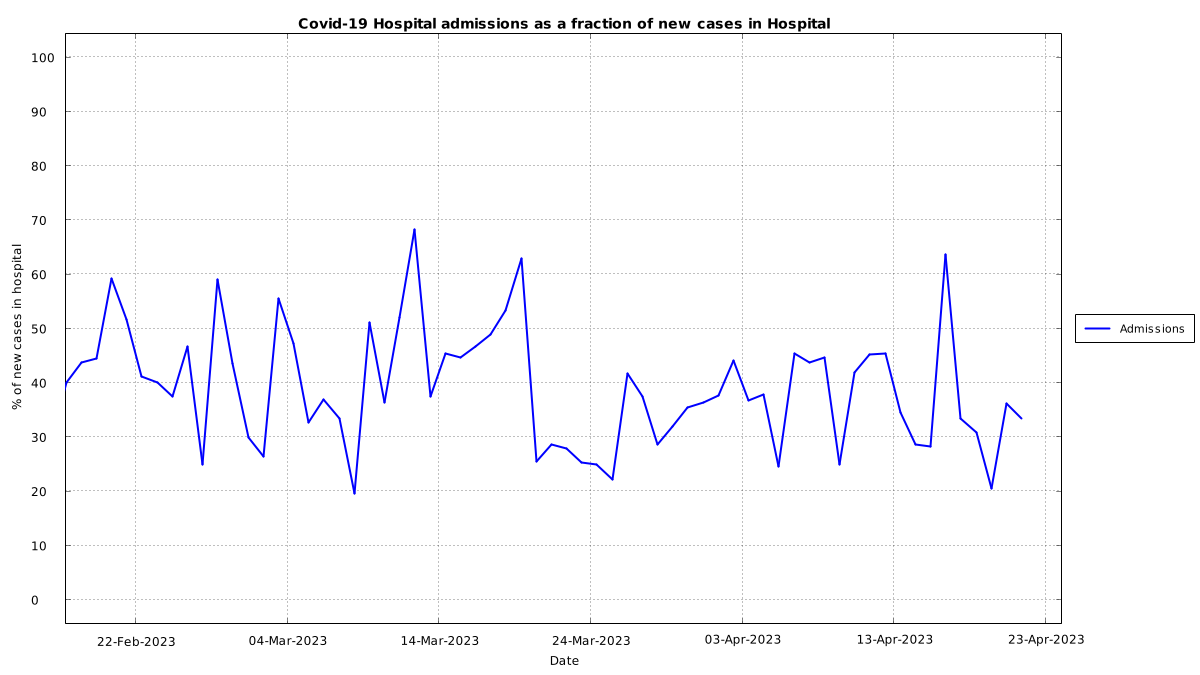 Covid-19 Hospital admissions as a fraction of new cases in Hospital
100
90
80
70
60
50
40
30
20
10
0
% of new cases in hospital
Admissions
22-Feb-2023 04-Mar-2023 14-Mar-2023 24-Mar-2023 03-Apr-2023 13-Apr-2023 23-Apr-2023
Date